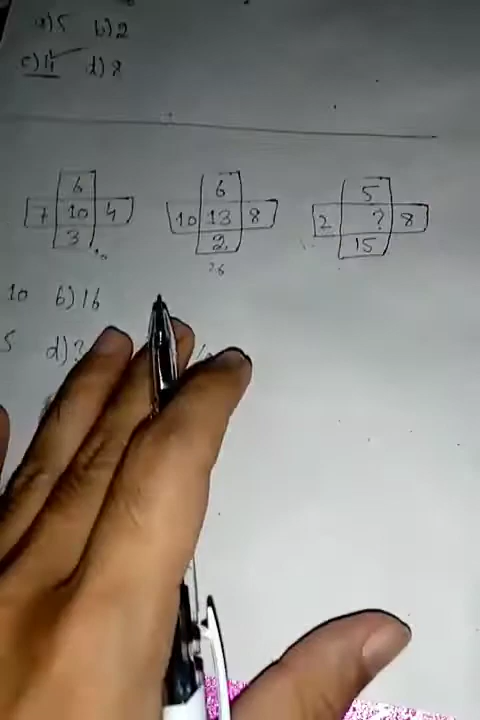 a) 5 b) 2
c) 4 d) 8
6 6 5
7 10 4 10 13 8 2 ? 8
3 2 15
26
10 b) 16
5 d) ?